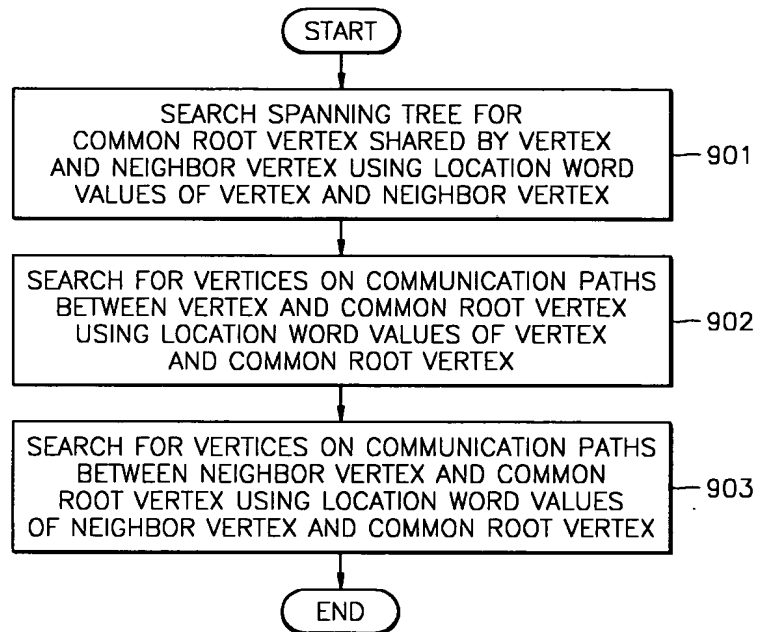 START
SEARCH SPANNING TREE FOR
COMMON ROOT VERTEX SHARED BY VERTEX
AND NEIGHBOR VERTEX USING LOCATION WORD
VALUES OF VERTEX AND NEIGHBOR VERTEX
901
SEARCH FOR VERTICES ON COMMUNICATION PATHS
BETWEEN VERTEX AND COMMON ROOT VERTEX
USING LOCATION WORD VALUES OF VERTEX
AND COMMON ROOT VERTEX
902
SEARCH FOR VERTICES ON COMMUNICATION PATHS
BETWEEN NEIGHBOR VERTEX AND COMMON
ROOT VERTEX USING LOCATION WORD VALUES
OF NEIGHBOR VERTEX AND COMMON ROOT VERTEX
903
END